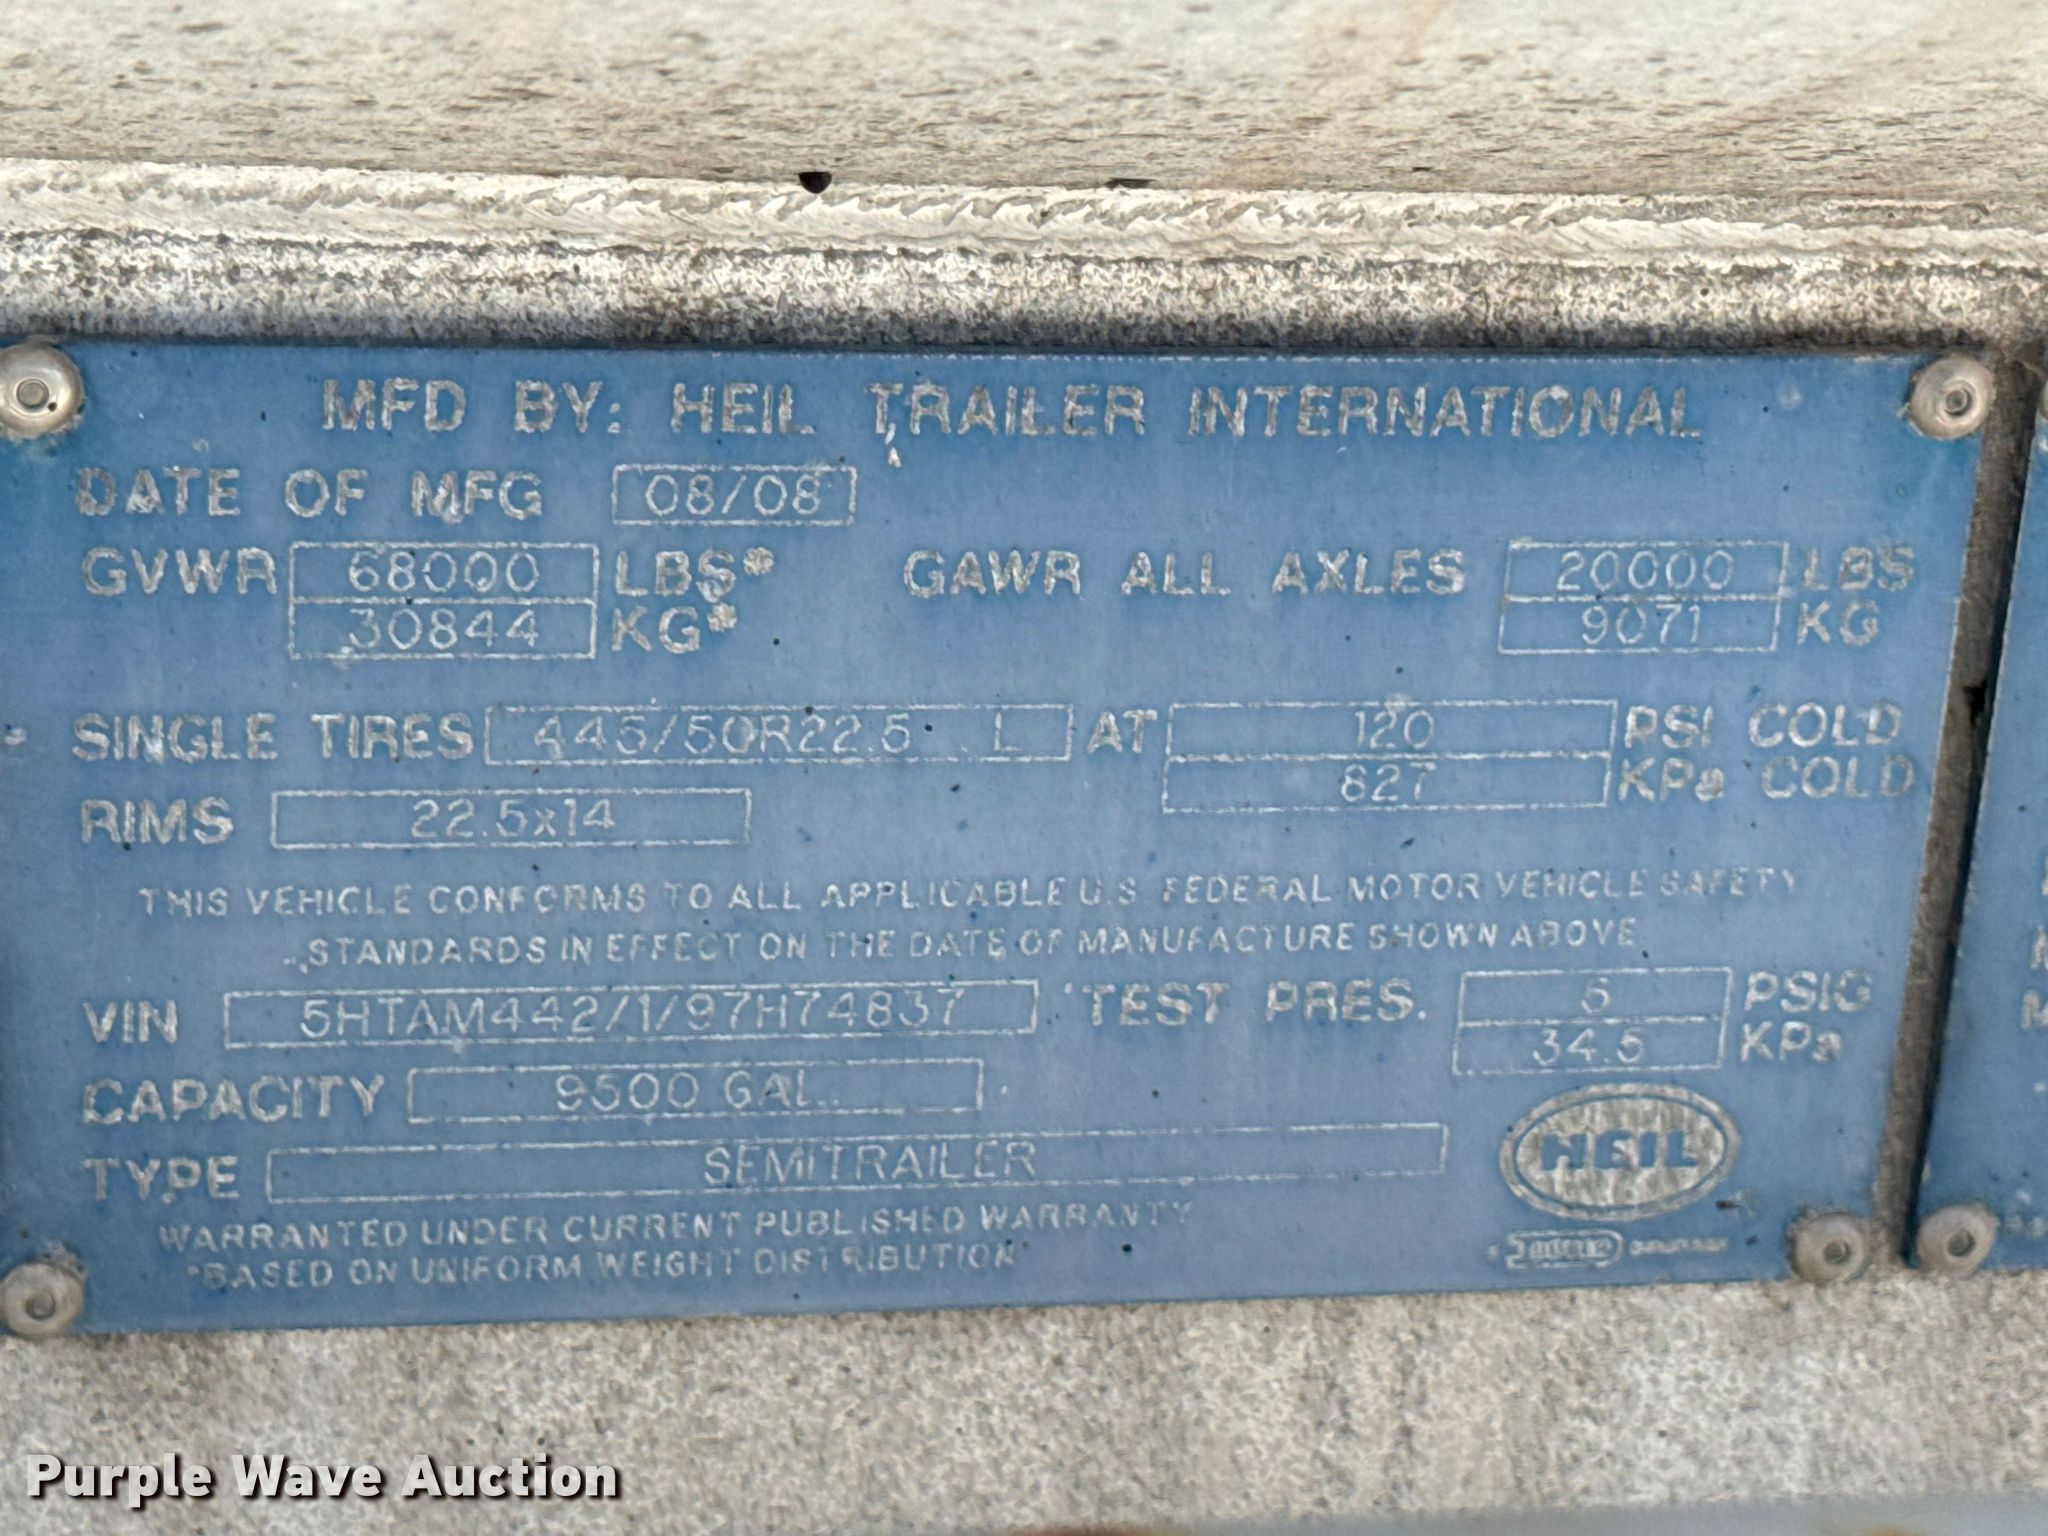 MFD BY: HEIL TRAILER INTERNATIONAL
DATE OF MFG 08/08
GVWR 68000 LBS* GAWR ALL AXLES 20000 LBS
30844 KG* 9071 KG
SINGLE TIRES 445/50R22.5 L AT 120 PSI COLD
827 KPa COLD
RIMS 22.5x14
THIS VEHICLE CONFORMS TO ALL APPLICABLE U.S. FEDERAL MOTOR VEHICLE SAFETY
STANDARDS IN EFFECT ON THE DATE OF MANUFACTURE SHOWN ABOVE
VIN 5HTAM442/1/97H74837 TEST PRES. 5 PSIG
34.5 KPa
CAPACITY 9500 GAL.
TYPE SEMITRAILER
HEIL
WARRANTED UNDER CURRENT PUBLISHED WARRANTY
*BASED ON UNIFORM WEIGHT DISTRIBUTION
Purple Wave Auction